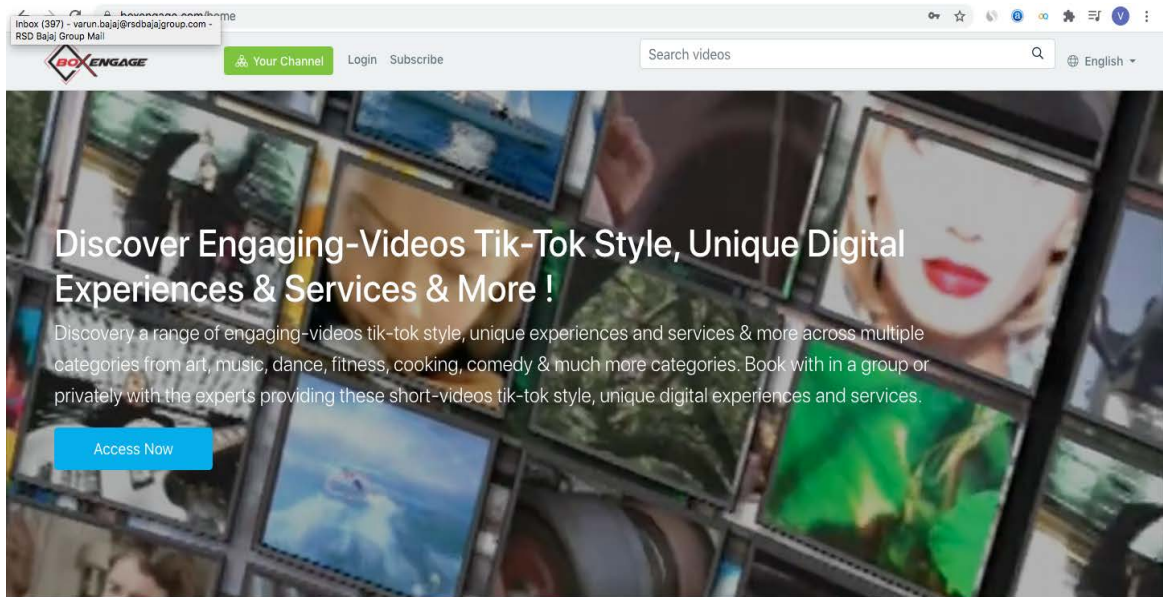 boxengage.com/home
Inbox (397) - varun.bajaj@rsdbajajgroup.com -
RSD Bajaj Group Mail
BOXENGAGE
Your Channel
Login
Subscribe
Search videos
English
Discover Engaging-Videos Tik-Tok Style, Unique Digital
Experiences & Services & More !
Discovery a range of engaging-videos tik-tok style, unique experiences and services & more across multiple
categories from art, music, dance, fitness, cooking, comedy & much more categories. Book with in a group or
privately with the experts providing these short-videos tik-tok style, unique digital experiences and services.
Access Now
V